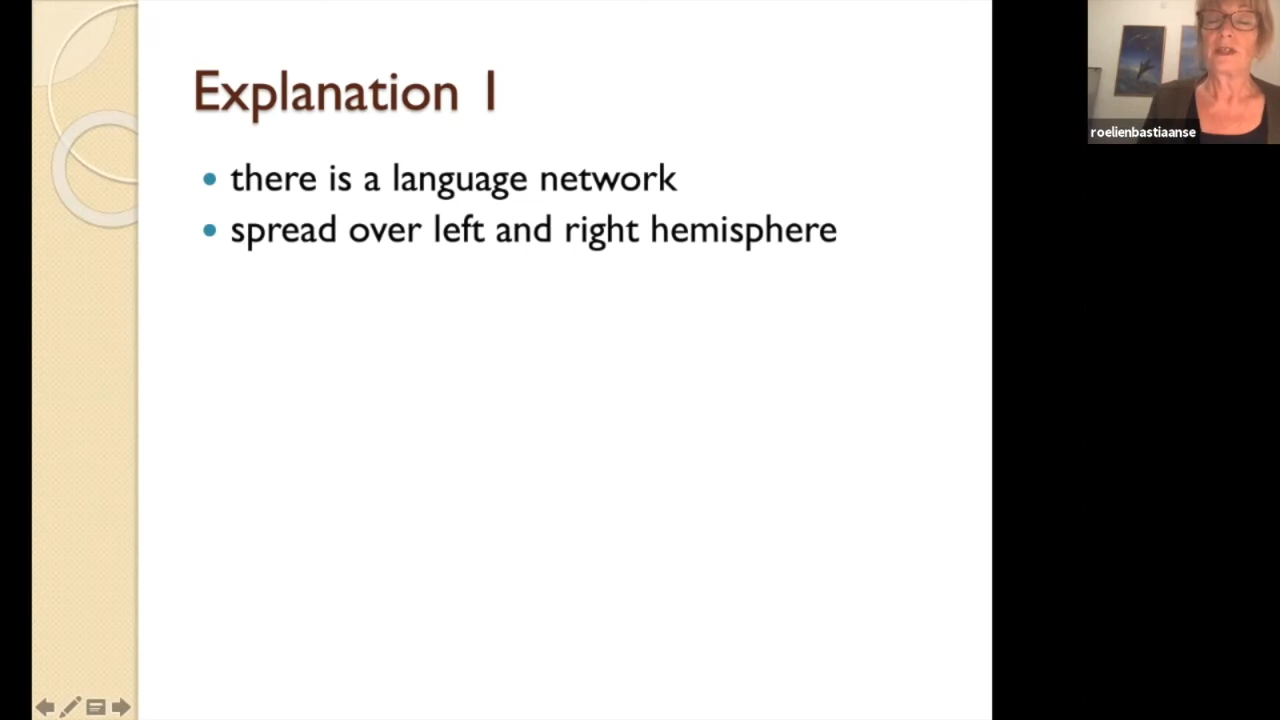 Explanation 1
there is a language network
spread over left and right hemisphere
roelienbastiaanse